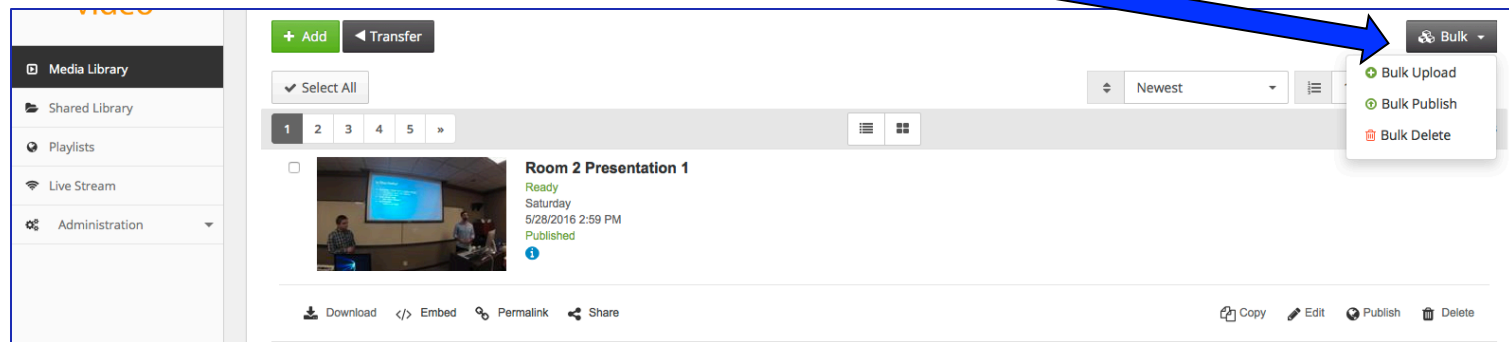 video
+ Add
Transfer
Bulk
Media Library
Shared Library
Playlists
Live Stream
Administration
Select All
Newest
1 2 3 4 5 »
Bulk Upload
Bulk Publish
Bulk Delete
Room 2 Presentation 1
Ready
Saturday
5/28/2016 2:59 PM
Published
Download </> Embed Permalink Share
Copy Edit Publish Delete